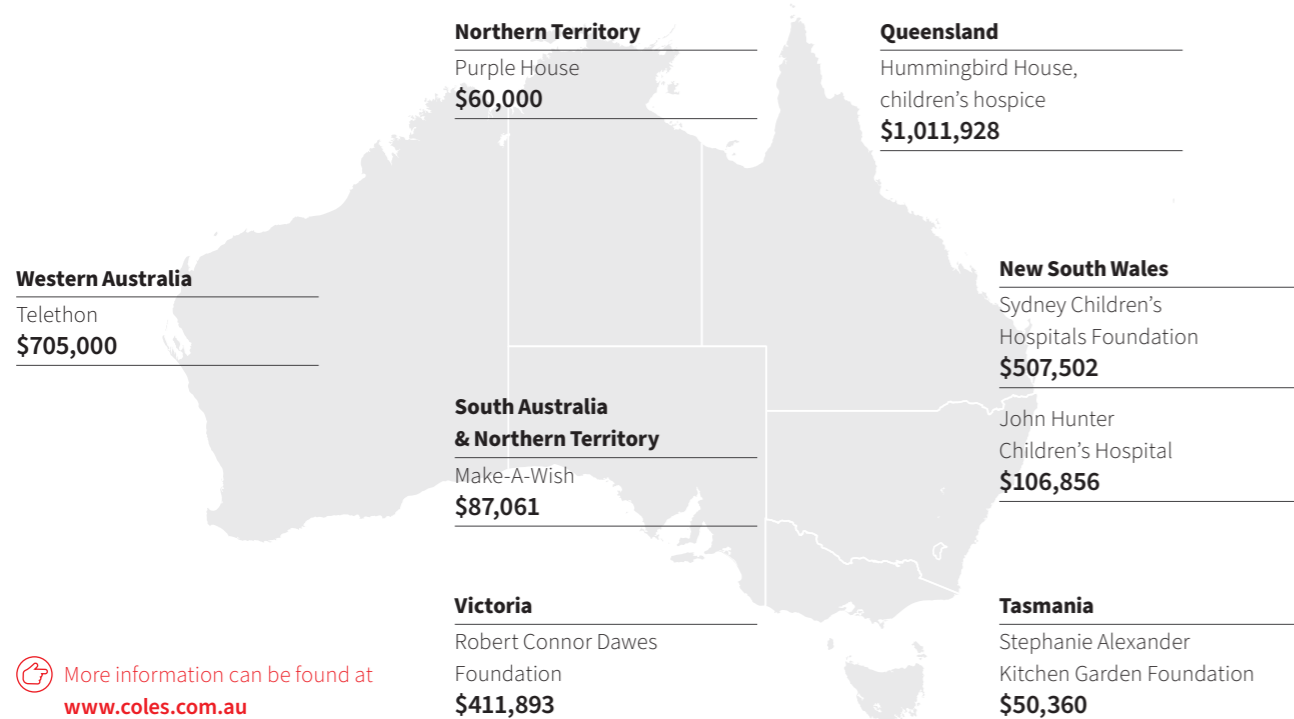 Northern Territory
Purple House
$60,000
Queensland
Hummingbird House,
children’s hospice
$1,011,928
Western Australia
Telethon
$705,000
New South Wales
Sydney Children’s
Hospitals Foundation
$507,502
John Hunter
Children’s Hospital
$106,856
South Australia
& Northern Territory
Make-A-Wish
$87,061
Victoria
Robert Connor Dawes
Foundation
$411,893
Tasmania
Stephanie Alexander
Kitchen Garden Foundation
$50,360
More information can be found at
www.coles.com.au